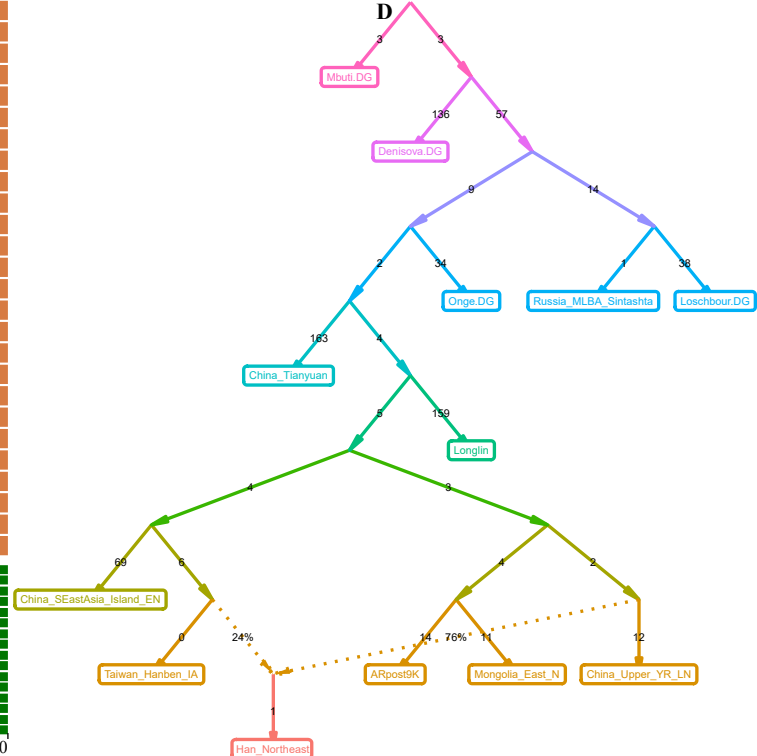 D
3 3
Mbuti.DG
136 57
Denisova.DG
9 14
2 34 1 38
Onge.DG Russia_MLBA_Sintashta Loschbour.DG
163 4
China_Tianyuan
5 159
Longlin
4 3
69 6 4 2
China_SEastAsia_Island_EN
0 24% 14 76% 11 12
Taiwan_Hanben_IA ARpost9K Mongolia_East_N China_Upper_YR_LN
1
0 Han_Northeast